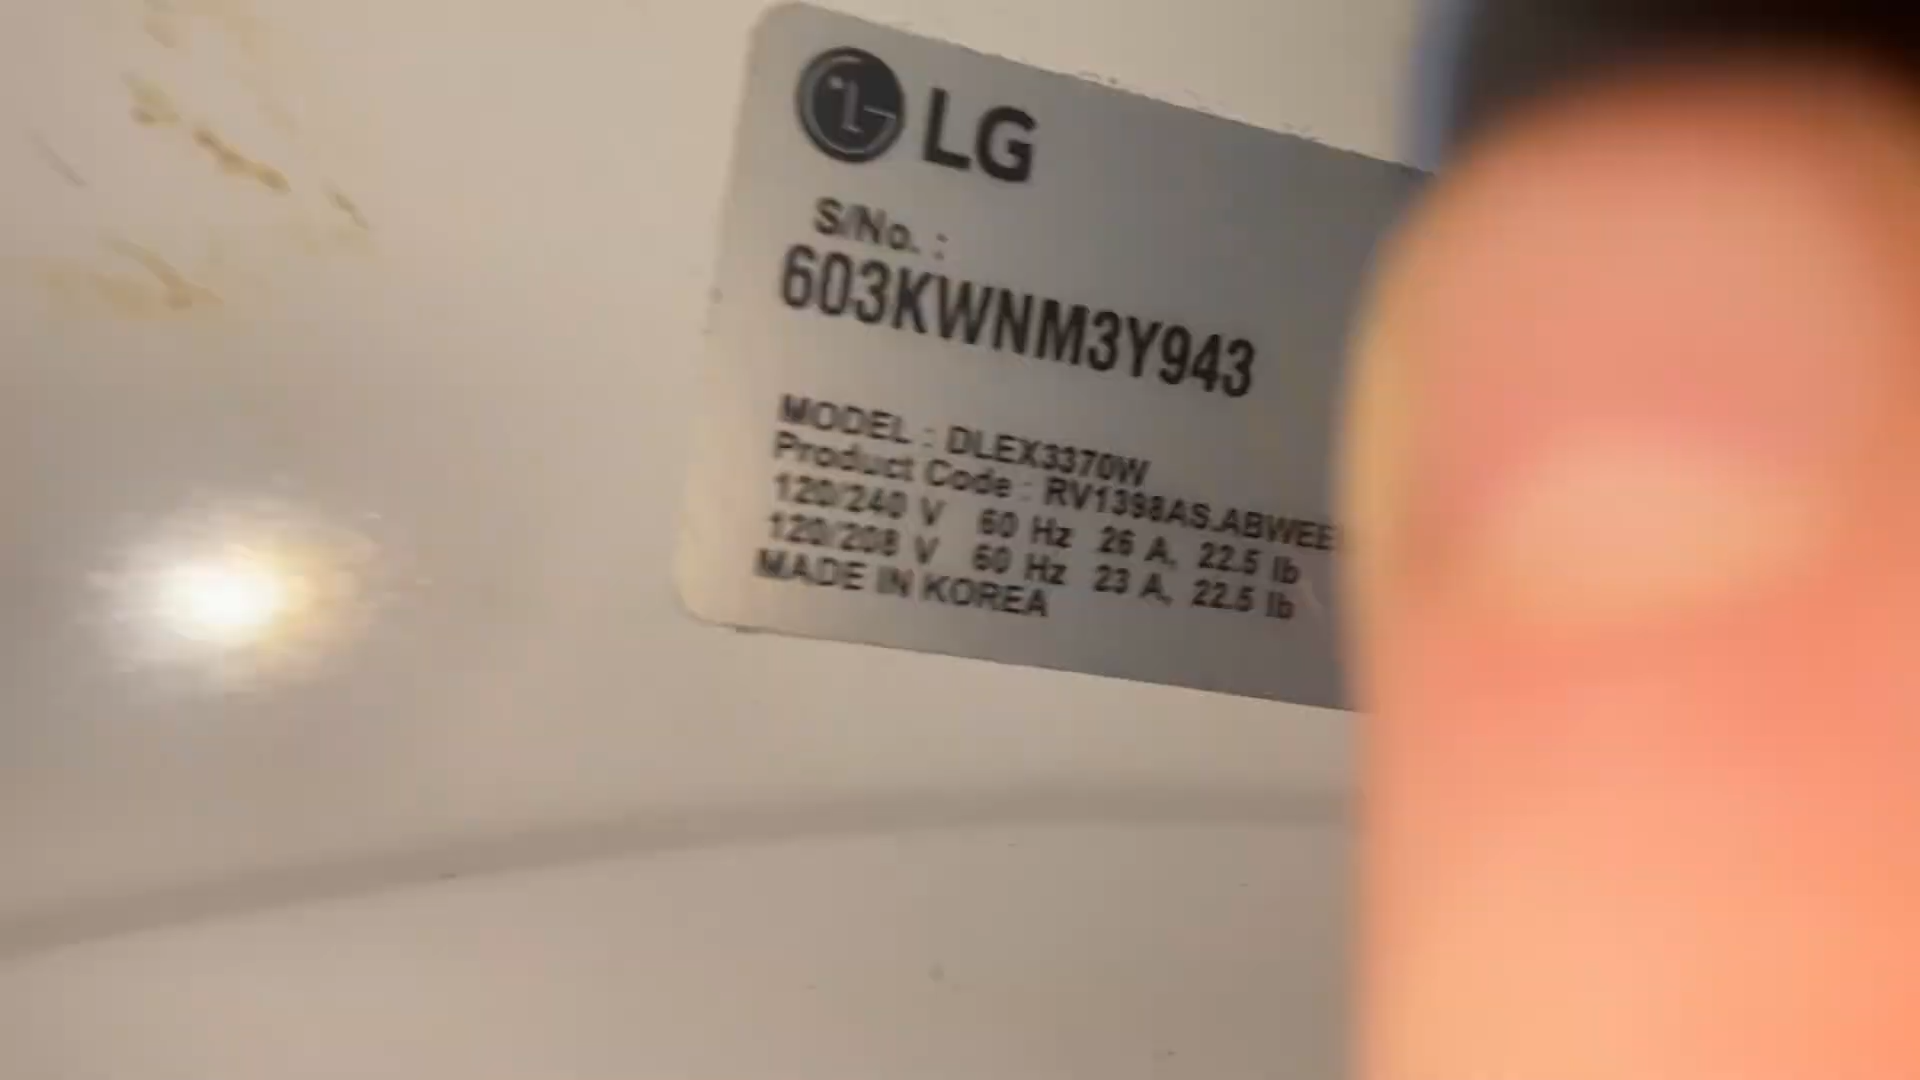 LG
S/No. :
603KWNM3Y943
MODEL : DLEX3370W
Product Code : RV1398AS.ABWEE
120/240 V 60 Hz 26 A, 22.5 lb
120/208 V 60 Hz 23 A, 22.5 lb
MADE IN KOREA